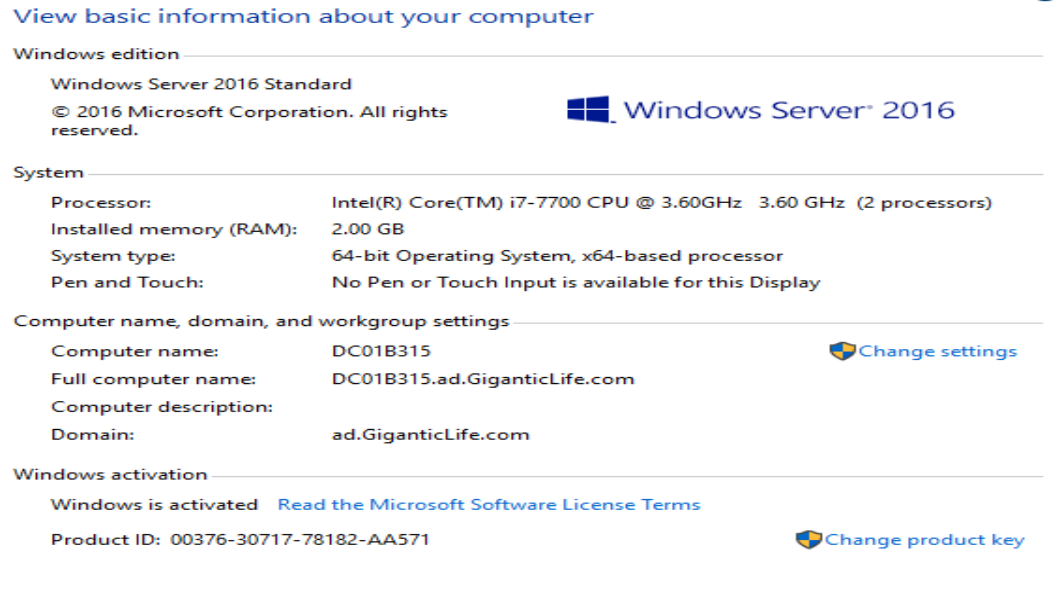 View basic information about your computer
Windows edition
Windows Server 2016 Standard
© 2016 Microsoft Corporation. All rights
reserved.
Windows Server® 2016
System
Processor: Intel(R) Core(TM) i7-7700 CPU @ 3.60GHz 3.60 GHz (2 processors)
Installed memory (RAM): 2.00 GB
System type: 64-bit Operating System, x64-based processor
Pen and Touch: No Pen or Touch Input is available for this Display
Computer name, domain, and workgroup settings
Computer name: DC01B315 Change settings
Full computer name: DC01B315.ad.GiganticLife.com
Computer description:
Domain: ad.GiganticLife.com
Windows activation
Windows is activated Read the Microsoft Software License Terms
Product ID: 00376-30717-78182-AA571 Change product key